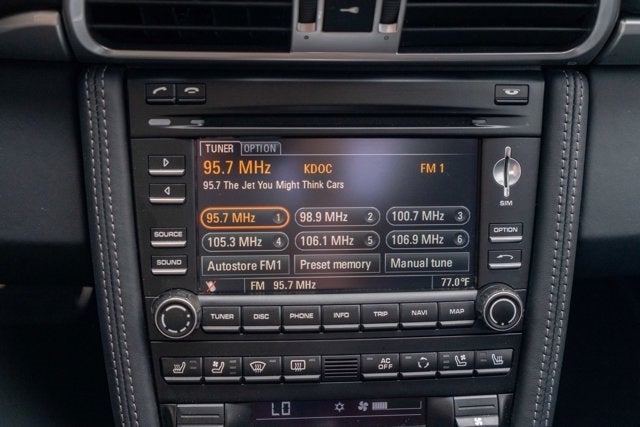 TUNER OPTION
95.7 MHz KDOC FM 1
95.7 The Jet You Might Think Cars
95.7 MHz 1 98.9 MHz 2 100.7 MHz 3
105.3 MHz 4 106.1 MHz 5 106.9 MHz 6
Autostore FM1 Preset memory Manual tune
FM 95.7 MHz 77.0°F
SIM
SOURCE
OPTION
SOUND
TUNER DISC PHONE INFO TRIP NAVI MAP
AC OFF
LO